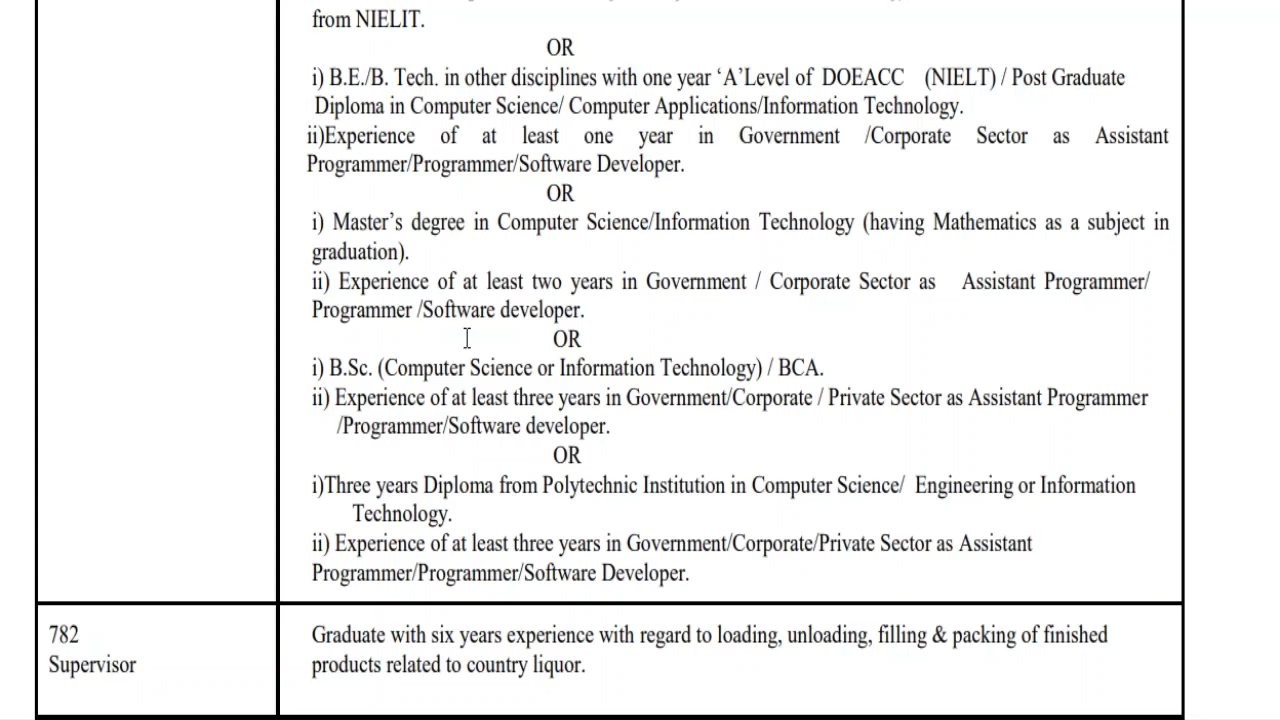 from NIELIT.
OR
i) B.E./B. Tech. in other disciplines with one year ‘A’Level of DOEACC (NIELT) / Post Graduate
Diploma in Computer Science/ Computer Applications/Information Technology.
ii)Experience of at least one year in Government /Corporate Sector as Assistant
Programmer/Programmer/Software Developer.
OR
i) Master’s degree in Computer Science/Information Technology (having Mathematics as a subject in
graduation).
ii) Experience of at least two years in Government / Corporate Sector as Assistant Programmer/
Programmer /Software developer.
OR
i) B.Sc. (Computer Science or Information Technology) / BCA.
ii) Experience of at least three years in Government/Corporate / Private Sector as Assistant Programmer
/Programmer/Software developer.
OR
i)Three years Diploma from Polytechnic Institution in Computer Science/ Engineering or Information
Technology.
ii) Experience of at least three years in Government/Corporate/Private Sector as Assistant
Programmer/Programmer/Software Developer.
782
Supervisor
Graduate with six years experience with regard to loading, unloading, filling & packing of finished
products related to country liquor.